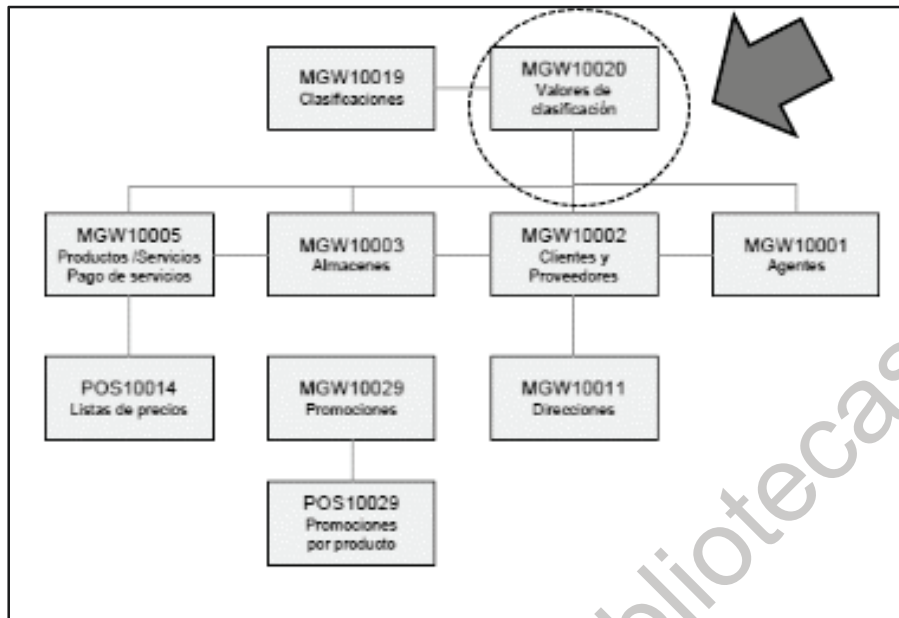 MGW10019
Clasificaciones
MGW10020
Valores de
clasificación
MGW10005
Productos /Servicios
Pago de servicios
MGW10003
Almacenes
MGW10002
Clientes y
Proveedores
MGW10001
Agentes
POS10014
Listas de precios
MGW10029
Promociones
MGW10011
Direcciones
POS10029
Promociones
por producto
bliotecas